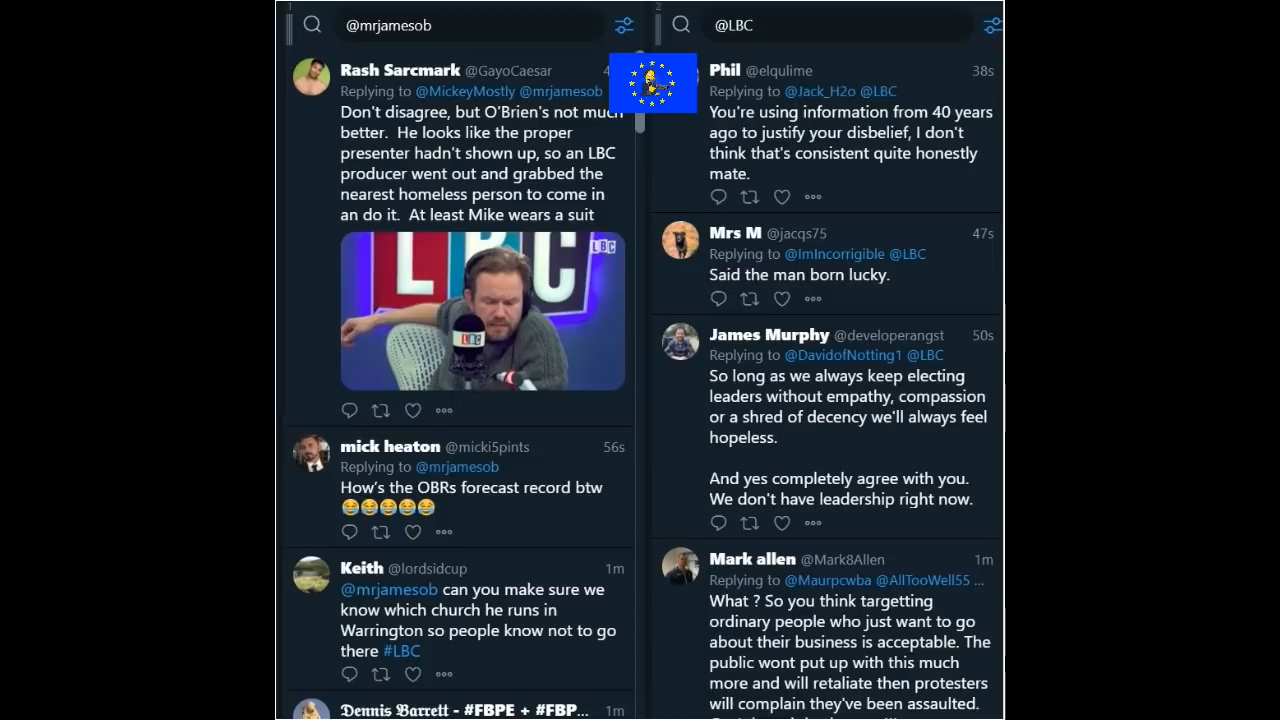 1
@mrjamesob
Rash Sarcmark @GayoCaesar
Replying to @MickeyMostly @mrjamesob
Don't disagree, but O'Brien's not much
better. He looks like the proper
presenter hadn't shown up, so an LBC
producer went out and grabbed the
nearest homeless person to come in
an do it. At least Mike wears a suit
LBC
LBC
LBC
mick heaton @micki5pints 56s
Replying to @mrjamesob
How's the OBRs forecast record btw
😂😂😂😂😂
Keith @lordsidcup 1m
@mrjamesob can you make sure we
know which church he runs in
Warrington so people know not to go
there #LBC
𝕯𝖊𝖓𝖓𝖎𝖘 𝕭𝖆𝖗𝖗𝖊𝖙𝖙 - #FBPE + #FBP... 1m
2
@LBC
Phil @elqulime 38s
Replying to @Jack_H2o @LBC
You're using information from 40 years
ago to justify your disbelief, I don't
think that's consistent quite honestly
mate.
Mrs M @jacqs75 47s
Replying to @ImIncorrigible @LBC
Said the man born lucky.
James Murphy @developerangst 50s
Replying to @DavidofNotting1 @LBC
So long as we always keep electing
leaders without empathy, compassion
or a shred of decency we'll always feel
hopeless.
And yes completely agree with you.
We don't have leadership right now.
Mark allen @Mark8Allen 1m
Replying to @Maurpcwba @AllTooWell55 ...
What ? So you think targetting
ordinary people who just want to go
about their business is acceptable. The
public wont put up with this much
more and will retaliate then protesters
will complain they've been assaulted.